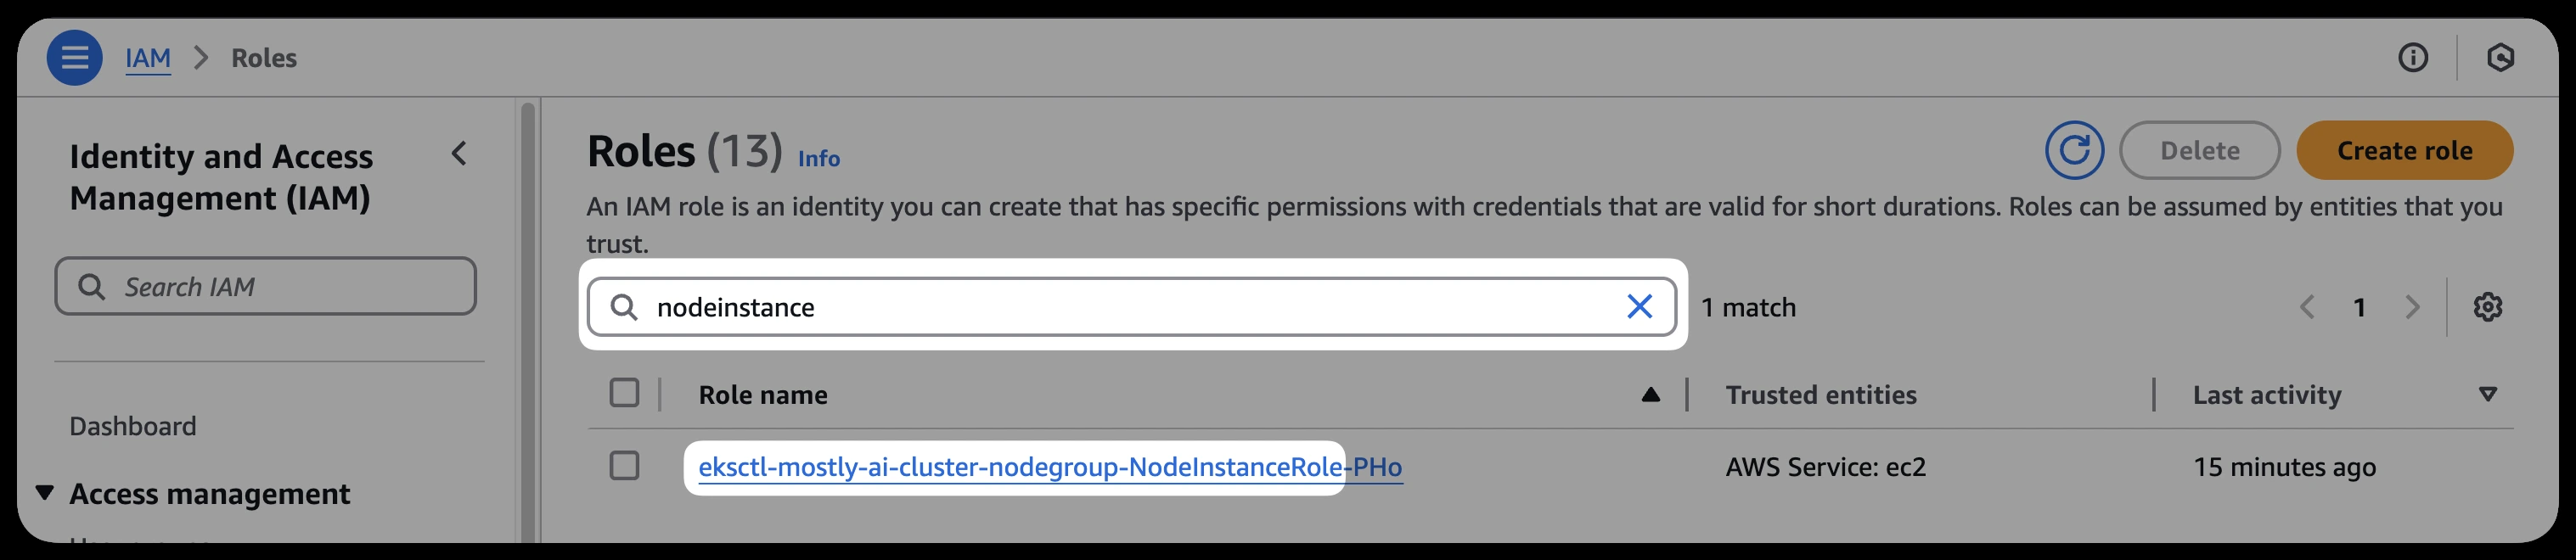 IAM > Roles
Identity and Access
Management (IAM)
Search IAM
Dashboard
Access management
Roles (13) Info
Delete
Create role
An IAM role is an identity you can create that has specific permissions with credentials that are valid for short durations. Roles can be assumed by entities that you
trust.
nodeinstance
1 match
1
Role name
Trusted entities
Last activity
eksctl-mostly-ai-cluster-nodegroup-NodeInstanceRole-PHo
AWS Service: ec2
15 minutes ago